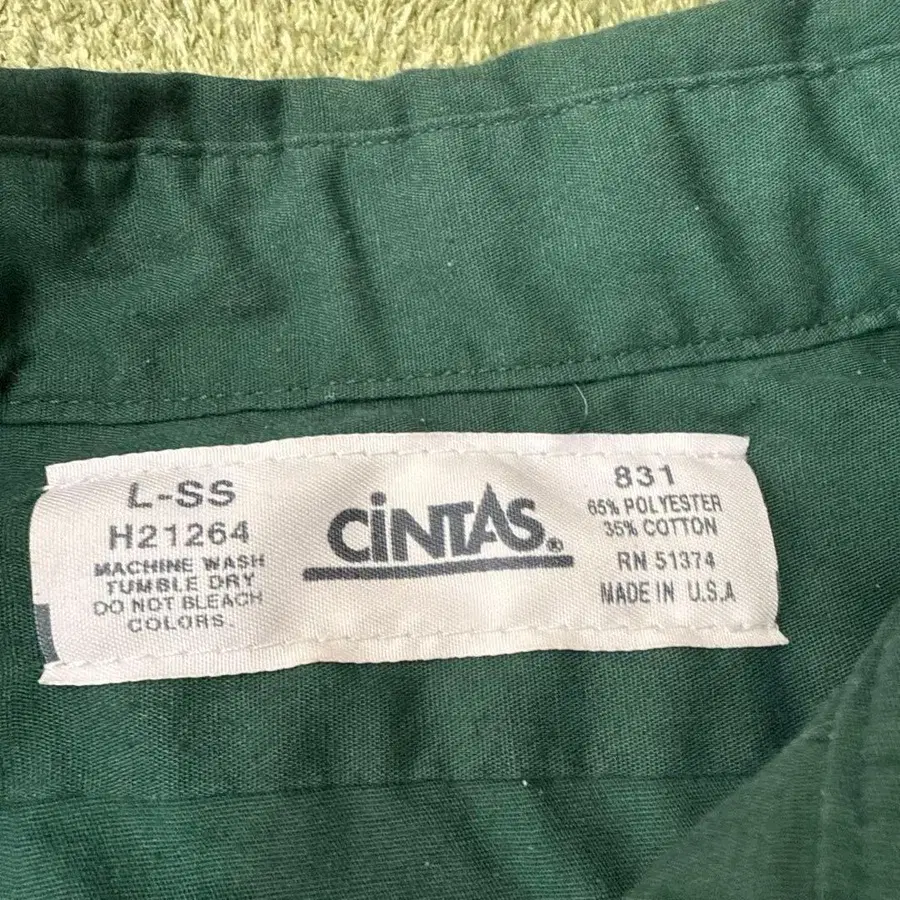 L-SS
H21264
MACHINE WASH
TUMBLE DRY
DO NOT BLEACH
COLORS.
CiNTAS®
831
65% POLYESTER
35% COTTON
RN 51374
MADE IN U.S.A